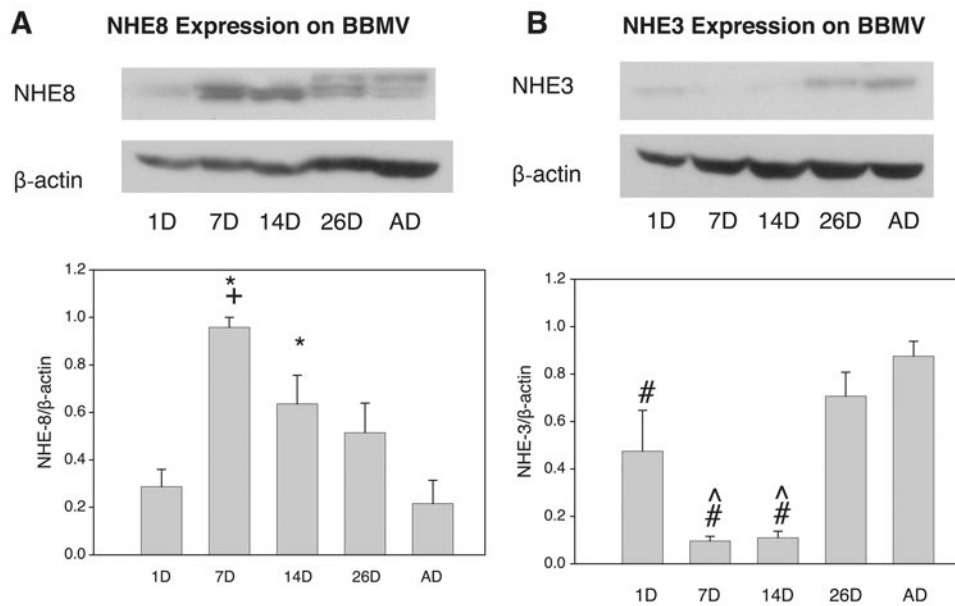 A NHE8 Expression on BBMV
NHE8
β-actin
1D 7D 14D 26D AD
1.2
1.0
0.8
0.6
0.4
0.2
0.0
NHE-8/β-actin
*
+
*
1D 7D 14D 26D AD
B NHE3 Expression on BBMV
NHE3
β-actin
1D 7D 14D 26D AD
1.2
1.0
0.8
0.6
0.4
0.2
0.0
NHE-3/β-actin
#
^
#
^
#
1D 7D 14D 26D AD